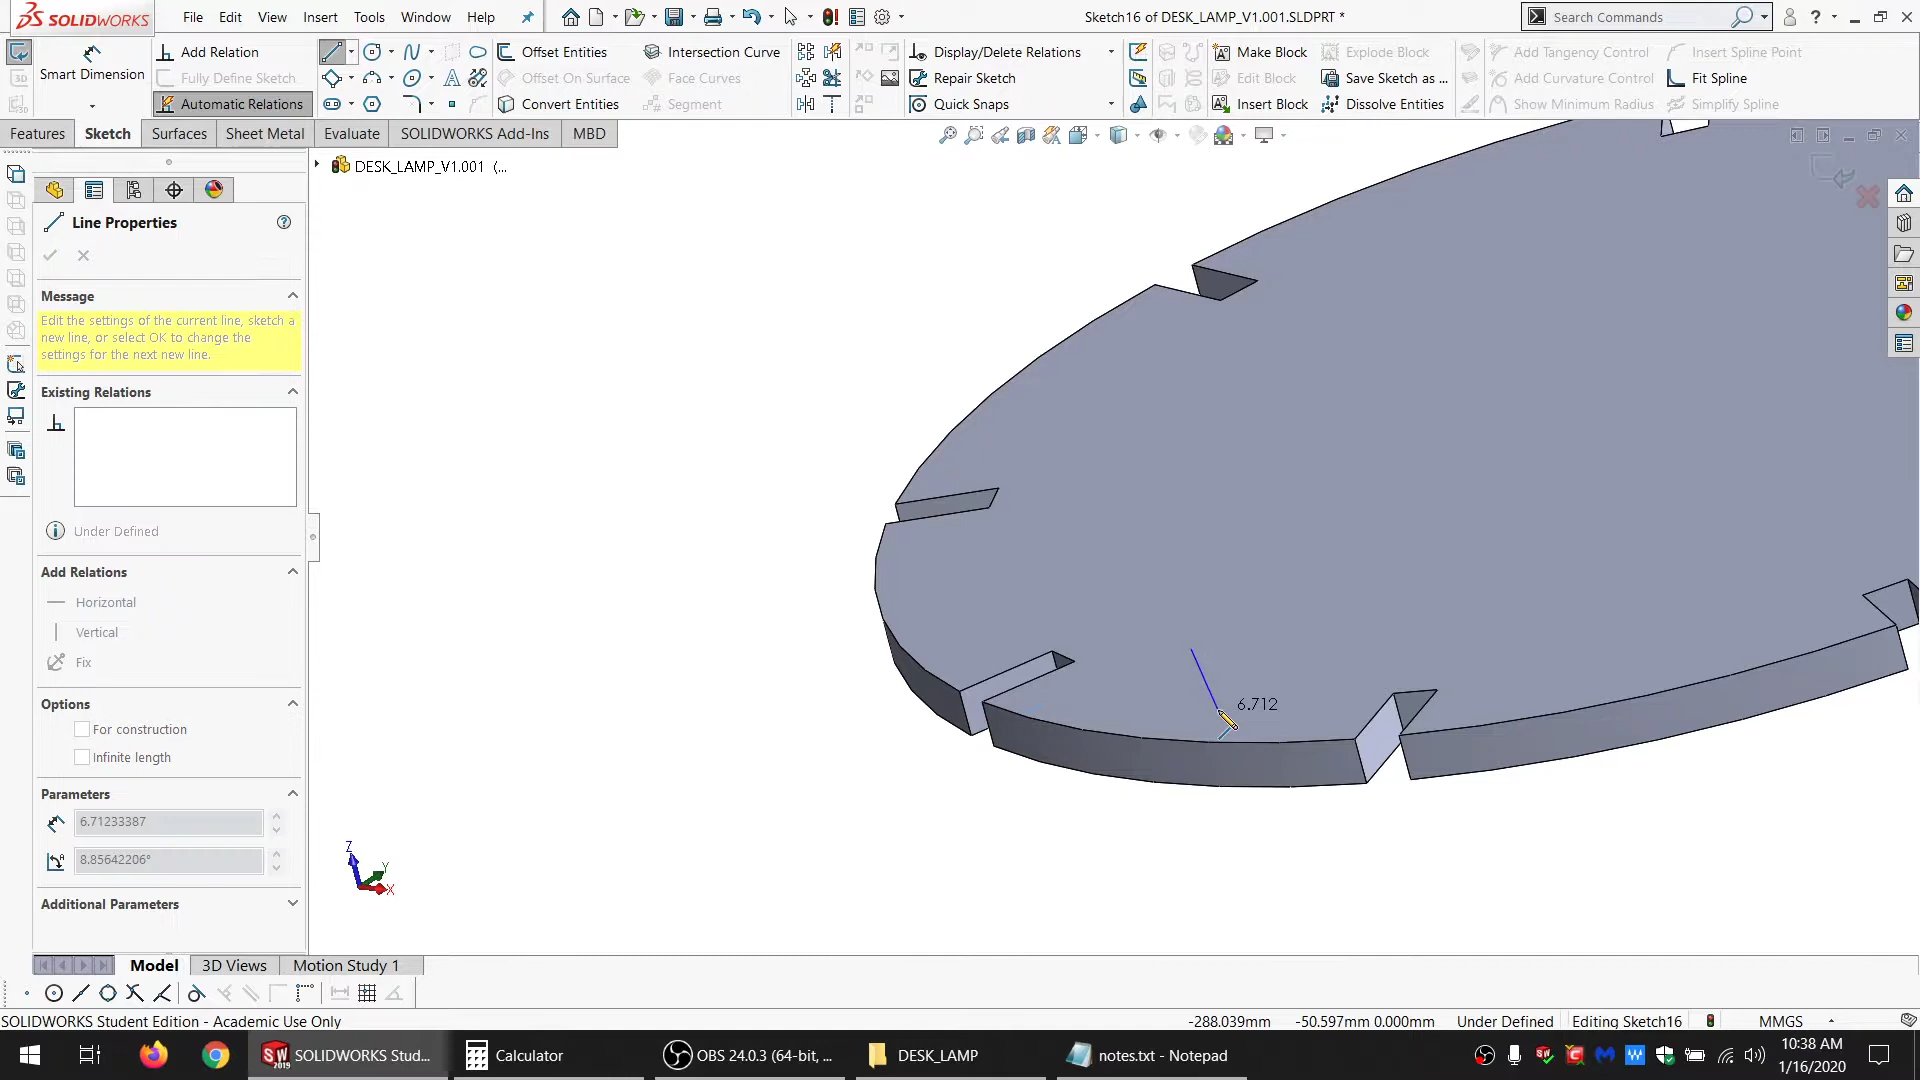 SOLIDWORKS
File Edit View Insert Tools Window Help
Sketch16 of DESK_LAMP_V1.001.SLDPRT *
Search Commands
Smart Dimension
Add Relation
Fully Define Sketch
Automatic Relations
Offset Entities
Offset On Surface
Convert Entities
Intersection Curve
Face Curves
Segment
Display/Delete Relations
Repair Sketch
Quick Snaps
Make Block
Edit Block
Insert Block
Explode Block
Save Sketch as ...
Dissolve Entities
Add Tangency Control
Add Curvature Control
Show Minimum Radius
Insert Spline Point
Fit Spline
Simplify Spline
Features Sketch Surfaces Sheet Metal Evaluate SOLIDWORKS Add-Ins MBD
DESK_LAMP_V1.001 (...
Line Properties
Message
Edit the settings of the current line, sketch a
new line, or select OK to change the
settings for the next new line.
Existing Relations
Under Defined
Add Relations
Horizontal
Vertical
Fix
Options
For construction
Infinite length
Parameters
6.71233387
8.85642206°
Additional Parameters
6.712
Z
Y
X
Model 3D Views Motion Study 1
SOLIDWORKS Student Edition - Academic Use Only
-288.039mm -50.597mm 0.000mm Under Defined Editing Sketch16 MMGS
SW 2019
SOLIDWORKS Stud...
Calculator
OBS 24.0.3 (64-bit, ...
DESK_LAMP
notes.txt - Notepad
10:38 AM
1/16/2020